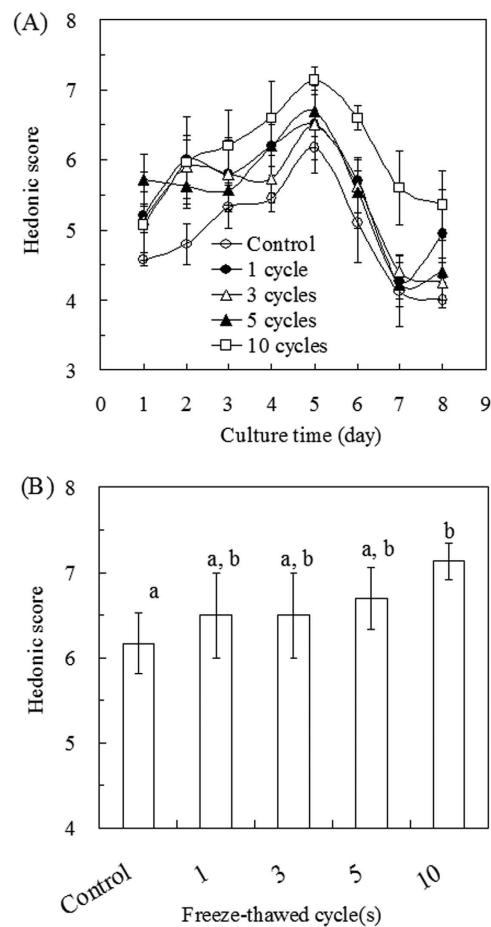 (A)
8
7
6
5
4
3
Hedonic score
Control
1 cycle
3 cycles
5 cycles
10 cycles
0 1 2 3 4 5 6 7 8 9
Culture time (day)
(B)
8
7
6
5
4
Hedonic score
a
a, b
a, b
a, b
b
Control 1 3 5 10
Freeze-thawed cycle(s)